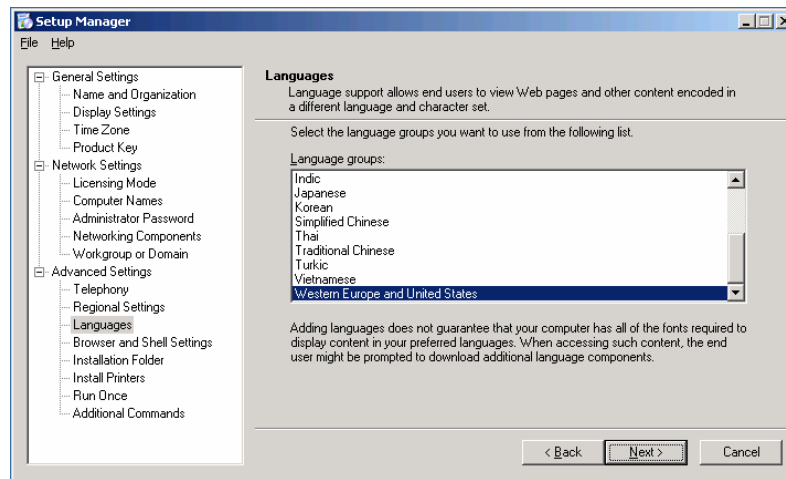 Setup Manager
File Help
General Settings
Name and Organization
Display Settings
Time Zone
Product Key
Network Settings
Licensing Mode
Computer Names
Administrator Password
Networking Components
Workgroup or Domain
Advanced Settings
Telephony
Regional Settings
Languages
Browser and Shell Settings
Installation Folder
Install Printers
Run Once
Additional Commands
Languages
Language support allows end users to view Web pages and other content encoded in
a different language and character set.
Select the language groups you want to use from the following list.
Language groups:
Indic
Japanese
Korean
Simplified Chinese
Thai
Traditional Chinese
Turkic
Vietnamese
Western Europe and United States
Adding languages does not guarantee that your computer has all of the fonts required to
display content in your preferred languages. When accessing such content, the end
user might be prompted to download additional language components.
< Back Next > Cancel